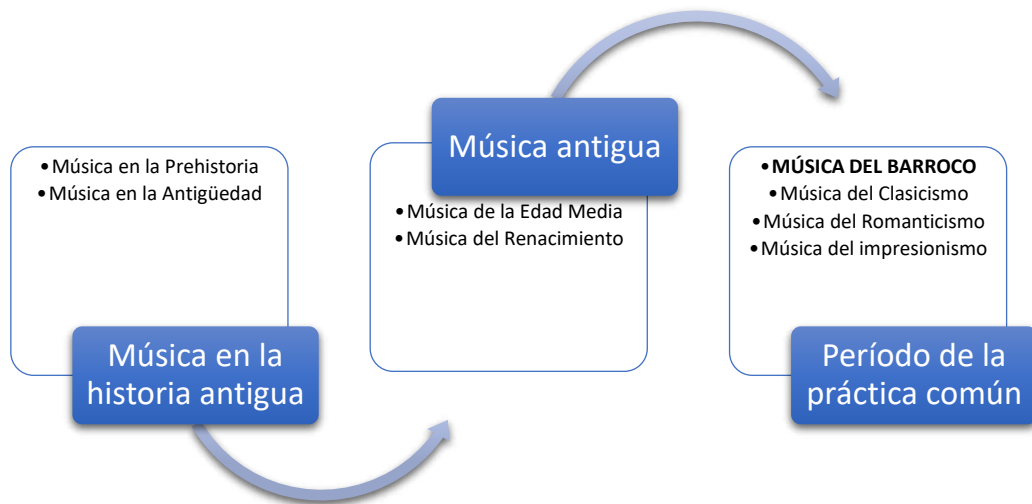 • Música en la Prehistoria
• Música en la Antigüedad
Música en la
historia antigua
Música antigua
• Música de la Edad Media
• Música del Renacimiento
• MÚSICA DEL BARROCO
• Música del Clasicismo
• Música del Romanticismo
• Música del impresionismo
Período de la
práctica común